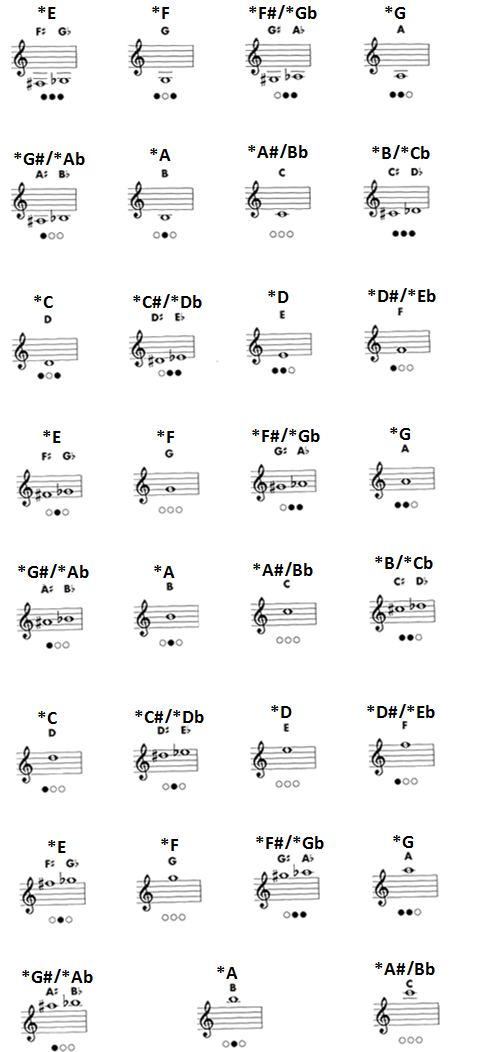 *E *F *F#/*Gb *G
F♯ G♭ G G♯ A♭ A
*G#/*Ab *A *A#/Bb *B/*Cb
A♯ B♭ B C C♯ D♭
*C *C#/*Db *D *D#/*Eb
D D♯ E♭ E F
*E *F *F#/*Gb *G
F♯ G♭ G G♯ A♭ A
*G#/*Ab *A *A#/Bb *B/*Cb
A♯ B♭ B C C♯ D♭
*C *C#/*Db *D *D#/*Eb
D D♯ E♭ E F
*E *F *F#/*Gb *G
F♯ G♭ G G♯ A♭ A
*G#/*Ab *A *A#/Bb
A♯ B♭ B C